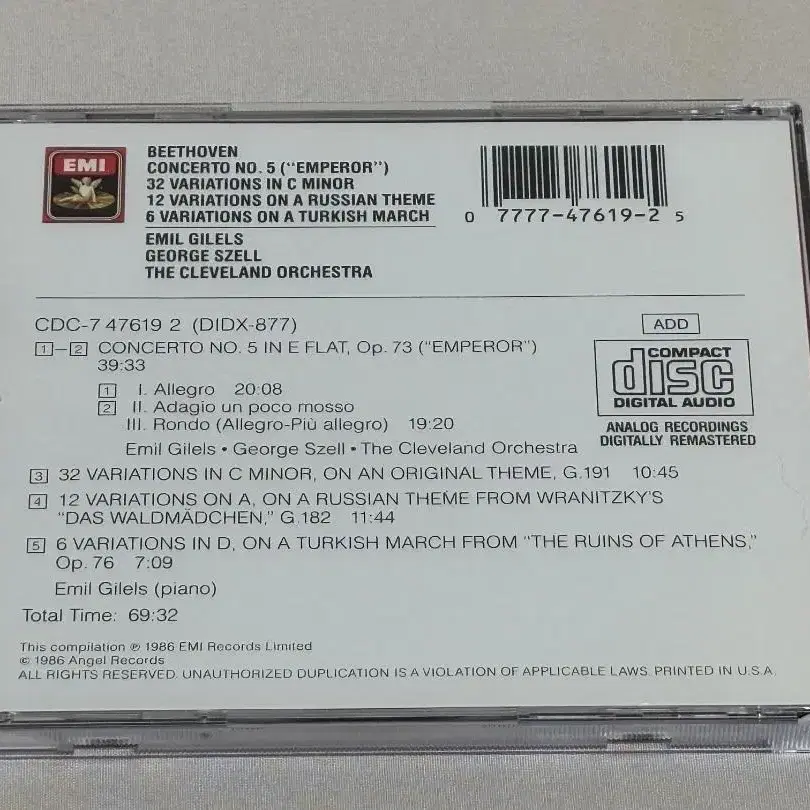 EMI
BEETHOVEN
CONCERTO NO. 5 ("EMPEROR")
32 VARIATIONS IN C MINOR
12 VARIATIONS ON A RUSSIAN THEME
6 VARIATIONS ON A TURKISH MARCH
EMIL GILELS
GEORGE SZELL
THE CLEVELAND ORCHESTRA
0 7777-47619-2 5
CDC-7 47619 2 (DIDX-877)
1–2 CONCERTO NO. 5 IN E FLAT, Op. 73 ("EMPEROR")
39:33
1 I. Allegro 20:08
2 II. Adagio un poco mosso
III. Rondo (Allegro-Più allegro) 19:20
Emil Gilels • George Szell • The Cleveland Orchestra
ADD
COMPACT
disc
DIGITAL AUDIO
ANALOG RECORDINGS
DIGITALLY REMASTERED
3 32 VARIATIONS IN C MINOR, ON AN ORIGINAL THEME, G.191 10:45
4 12 VARIATIONS ON A, ON A RUSSIAN THEME FROM WRANITZKY'S
"DAS WALDMÄDCHEN," G.182 11:44
5 6 VARIATIONS IN D, ON A TURKISH MARCH FROM "THE RUINS OF ATHENS,"
Op. 76 7:09
Emil Gilels (piano)
Total Time: 69:32
This compilation ℗ 1986 EMI Records Limited
© 1986 Angel Records
ALL RIGHTS RESERVED. UNAUTHORIZED DUPLICATION IS A VIOLATION OF APPLICABLE LAWS. PRINTED IN U.S.A.